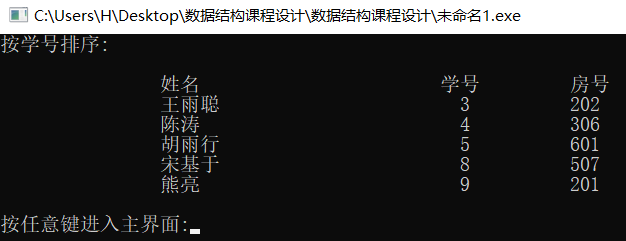 C:\Users\H\Desktop\数据结构课程设计\数据结构课程设计\未命名1.exe
按学号排序:
姓名 学号 房号
王雨聪 3 202
陈涛 4 306
胡雨行 5 601
宋基于 8 507
熊亮 9 201
按任意键进入主界面: